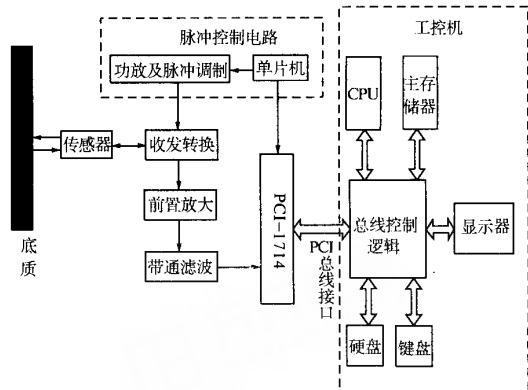 脉冲控制电路
工控机
功放及脉冲调制
单片机
CPU
主存
储器
传感器
收发转换
前置放大
PCI-1714
总线控制
逻辑
显示器
底
质
带通滤波
PCI
总
线
接
口
硬盘
键盘